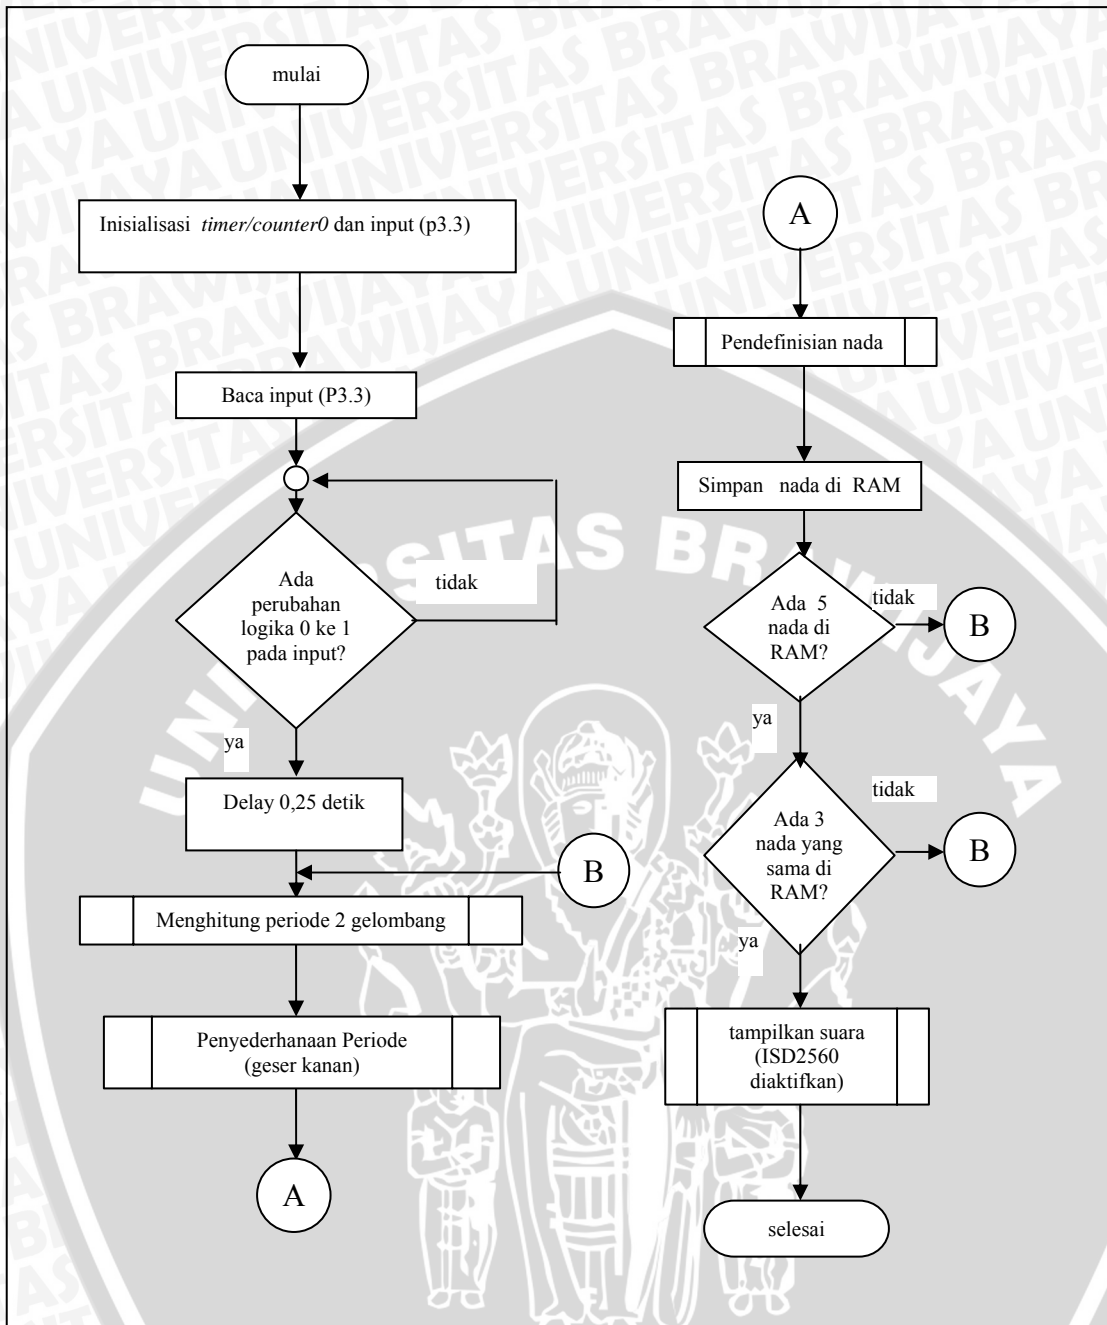 mulai
Inisialisasi timer/counter0 dan input (p3.3)
Baca input (P3.3)
Ada
perubahan
logika 0 ke 1
pada input?
tidak
ya
Delay 0,25 detik
B
Menghitung periode 2 gelombang
Penyederhanaan Periode
(geser kanan)
A
A
Pendefinisian nada
Simpan nada di RAM
Ada 5
nada di
RAM?
tidak
B
ya
Ada 3
nada yang
sama di
RAM?
tidak
B
ya
tampilkan suara
(ISD2560
diaktifkan)
selesai
UNIVERSITAS BRAWIJAYA